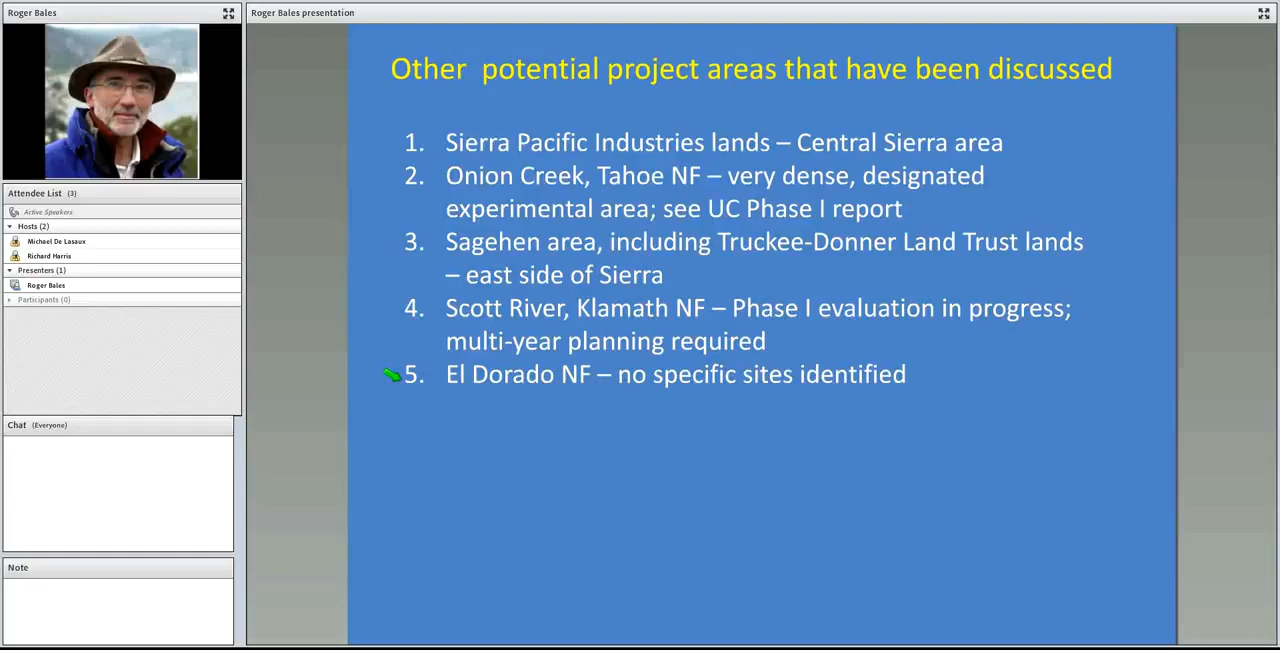 Roger Bales
Roger Bales presentation
Attendee List (3)
Active Speakers
Hosts (2)
Michael De Lasaux
Richard Harris
Presenters (1)
Roger Bales
Participants (0)
Chat (Everyone)
Note
Other potential project areas that have been discussed
1. Sierra Pacific Industries lands – Central Sierra area
2. Onion Creek, Tahoe NF – very dense, designated
experimental area; see UC Phase I report
3. Sagehen area, including Truckee-Donner Land Trust lands
– east side of Sierra
4. Scott River, Klamath NF – Phase I evaluation in progress;
multi-year planning required
5. El Dorado NF – no specific sites identified